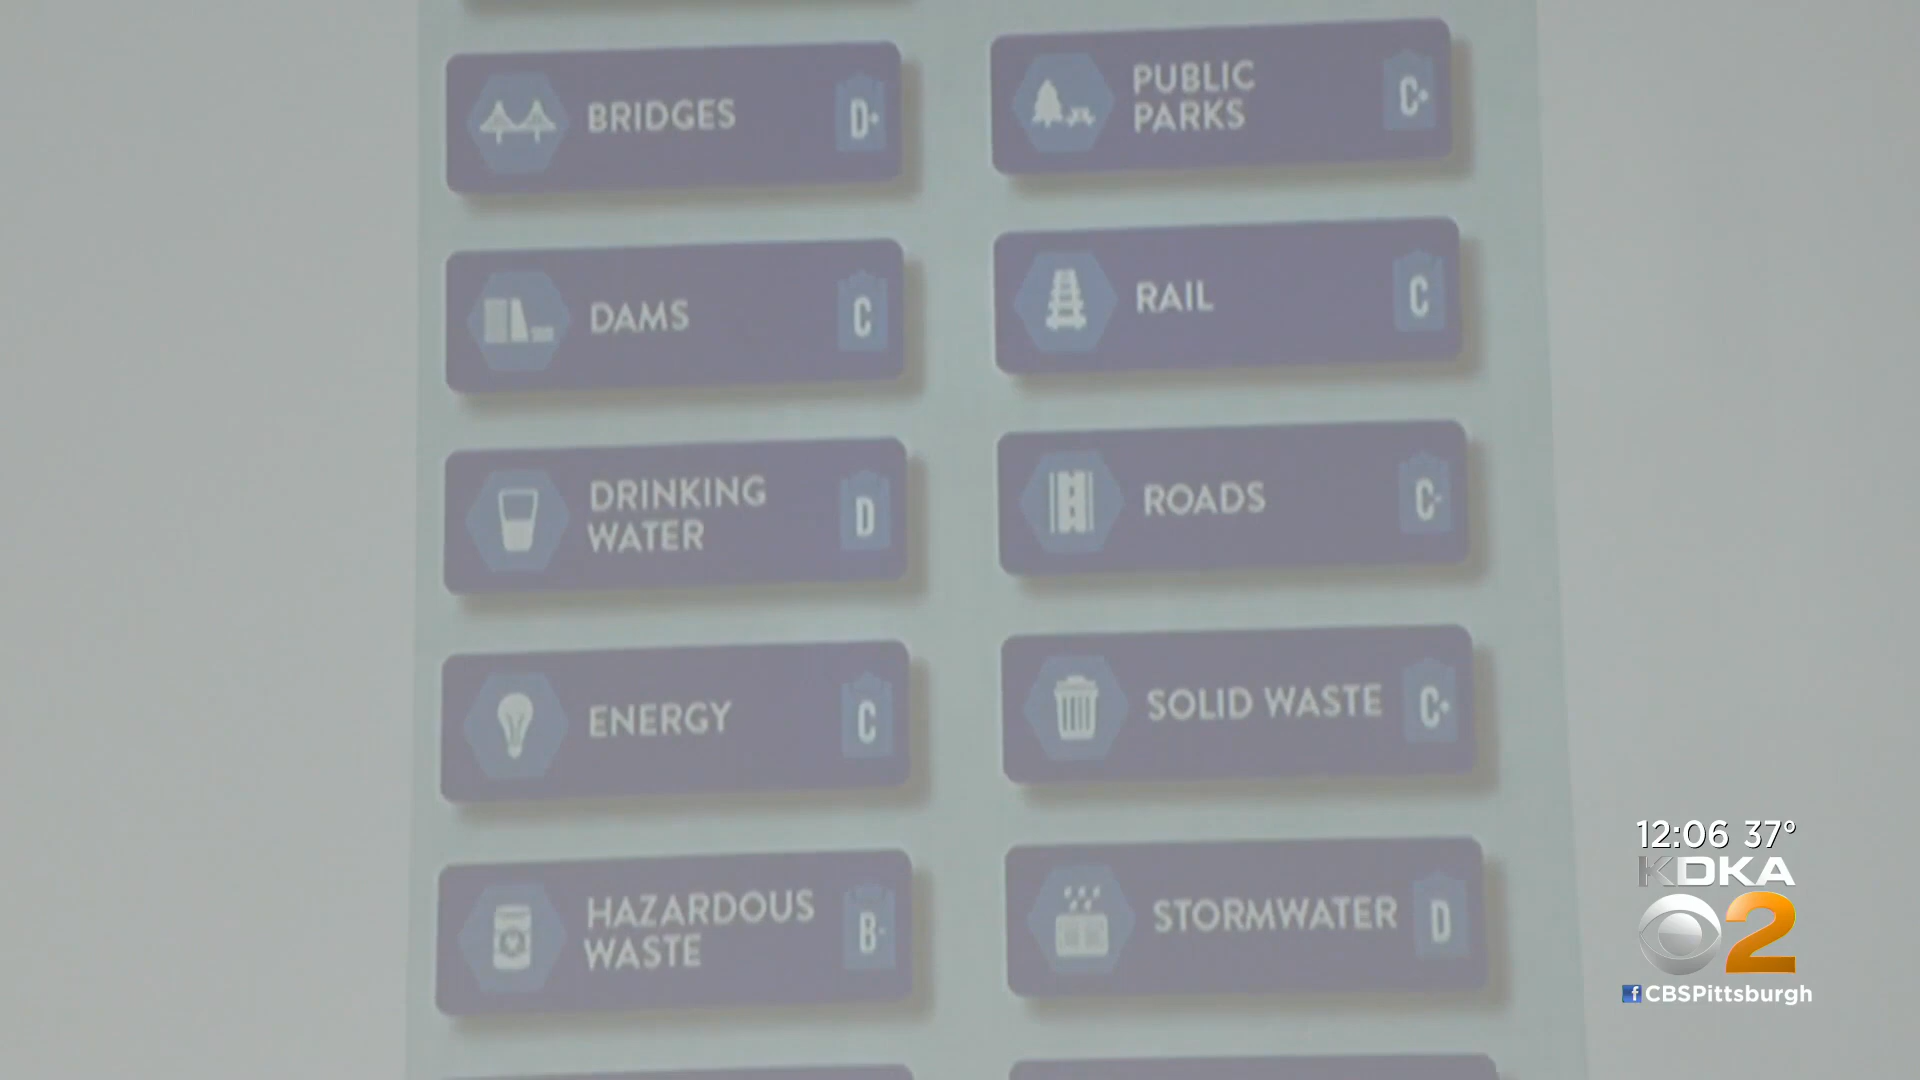 BRIDGES D+
DAMS C
DRINKING
WATER D
ENERGY C
HAZARDOUS
WASTE B-
PUBLIC
PARKS C+
RAIL C
ROADS C-
SOLID WASTE C+
STORMWATER D
12:06 37°
KDKA
2
f CBSPittsburgh